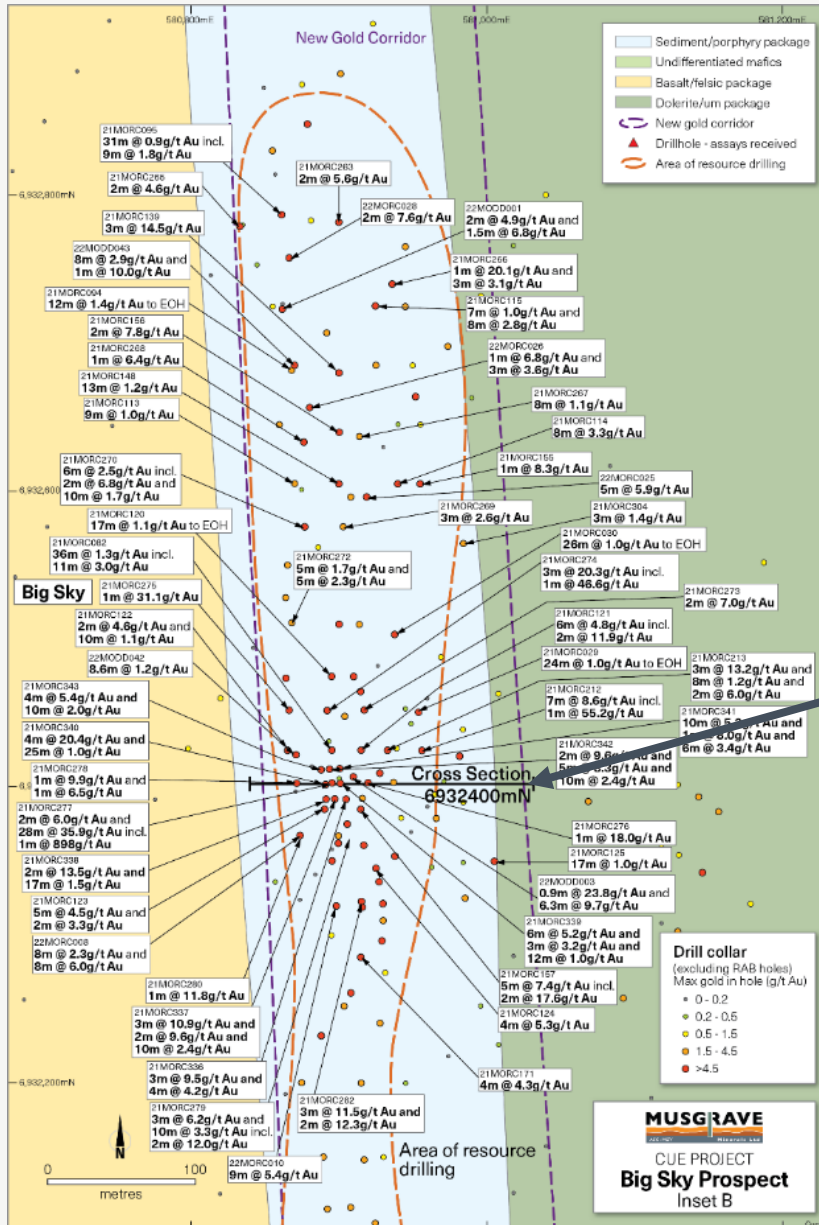 580,800mE
581,000mE
581,200mE
New Gold Corridor
Sediment/porphyry package
Undifferentiated mafics
Basalt/felsic package
Dolerite/um package
New gold corridor
Drillhole - assays received
Area of resource drilling
21MORC095
31m @ 0.9g/t Au incl.
9m @ 1.8g/t Au
21MORC263
2m @ 5.6g/t Au
2m @ 4.6g/t Au
6,932,800mN
22MORC028
2m @ 7.6g/t Au
22MODD001
2m @ 4.9g/t Au and
1.5m @ 6.8g/t Au
21MORC139
3m @ 14.5g/t Au
22MODD043
8m @ 2.9g/t Au and
1m @ 10.0g/t Au
21MORC266
1m @ 20.1g/t Au and
3m @ 3.1g/t Au
21MORC094
12m @ 1.4g/t Au to EOH
21MORC115
7m @ 1.0g/t Au and
8m @ 2.8g/t Au
21MORC156
2m @ 7.8g/t Au
22MORC026
1m @ 6.8g/t Au and
3m @ 3.6g/t Au
21MORC268
1m @ 6.4g/t Au
21MORC148
13m @ 1.2g/t Au
21MORC267
8m @ 1.1g/t Au
21MORC113
9m @ 1.0g/t Au
21MORC114
8m @ 3.3g/t Au
21MORC270
6m @ 2.5g/t Au incl.
2m @ 6.8g/t Au and
10m @ 1.7g/t Au
21MORC155
1m @ 8.3g/t Au
22MORC025
5m @ 5.9g/t Au
6,932,600mN
21MORC120
17m @ 1.1g/t Au to EOH
21MORC269
3m @ 2.6g/t Au
21MORC304
3m @ 1.4g/t Au
21MORC030
26m @ 1.0g/t Au to EOH
21MORC082
36m @ 1.3g/t Au incl.
11m @ 3.0g/t Au
21MORC272
5m @ 1.7g/t Au and
5m @ 2.3g/t Au
21MORC274
3m @ 20.3g/t Au incl.
1m @ 46.6g/t Au
21MORC273
2m @ 7.0g/t Au
Big Sky
21MORC275
1m @ 31.1g/t Au
21MORC121
6m @ 4.8g/t Au incl.
2m @ 11.9g/t Au
21MORC122
2m @ 4.6g/t Au and
10m @ 1.1g/t Au
21MORC029
24m @ 1.0g/t Au to EOH
21MORC213
3m @ 13.2g/t Au and
8m @ 1.2g/t Au and
2m @ 6.0g/t Au
22MODD042
8.6m @ 1.2g/t Au
21MORC212
7m @ 8.6g/t Au incl.
1m @ 55.2g/t Au
21MORC343
4m @ 5.4g/t Au and
10m @ 2.0g/t Au
21MORC341
6m @ 3.4g/t Au
21MORC340
4m @ 20.4g/t Au and
25m @ 1.0g/t Au
21MORC342
10m @ 2.4g/t Au
21MORC278
1m @ 9.9g/t Au and
1m @ 6.5g/t Au
Cross Section
6932400mN
21MORC277
2m @ 6.0g/t Au and
28m @ 35.9g/t Au incl.
1m @ 898g/t Au
21MORC276
1m @ 18.0g/t Au
21MORC338
2m @ 13.5g/t Au and
17m @ 1.5g/t Au
21MORC125
17m @ 1.0g/t Au
22MODD003
0.9m @ 23.8g/t Au and
6.3m @ 9.7g/t Au
21MORC123
5m @ 4.5g/t Au and
2m @ 3.3g/t Au
21MORC339
6m @ 5.2g/t Au and
3m @ 3.2g/t Au and
12m @ 1.0g/t Au
22MORC008
8m @ 2.3g/t Au and
8m @ 6.0g/t Au
21MORC280
1m @ 11.8g/t Au
21MORC157
5m @ 7.4g/t Au incl.
2m @ 17.6g/t Au
21MORC337
3m @ 10.9g/t Au and
2m @ 9.6g/t Au and
10m @ 2.4g/t Au
21MORC124
4m @ 5.3g/t Au
21MORC336
3m @ 9.5g/t Au and
4m @ 4.2g/t Au
21MORC171
4m @ 4.3g/t Au
6,932,200mN
21MORC279
3m @ 6.2g/t Au and
10m @ 3.3g/t Au incl.
2m @ 12.0g/t Au
21MORC282
3m @ 11.5g/t Au and
2m @ 12.3g/t Au
22MORC010
9m @ 5.4g/t Au
Area of resource
drilling
Drill collar
(excluding RAB holes)
Max gold in hole (g/t Au)
0 - 0.2
0.2 - 0.5
0.5 - 1.5
1.5 - 4.5
>4.5
N
0
100
metres
MUSGRAVE
Minerals Ltd
CUE PROJECT
Big Sky Prospect
Inset B